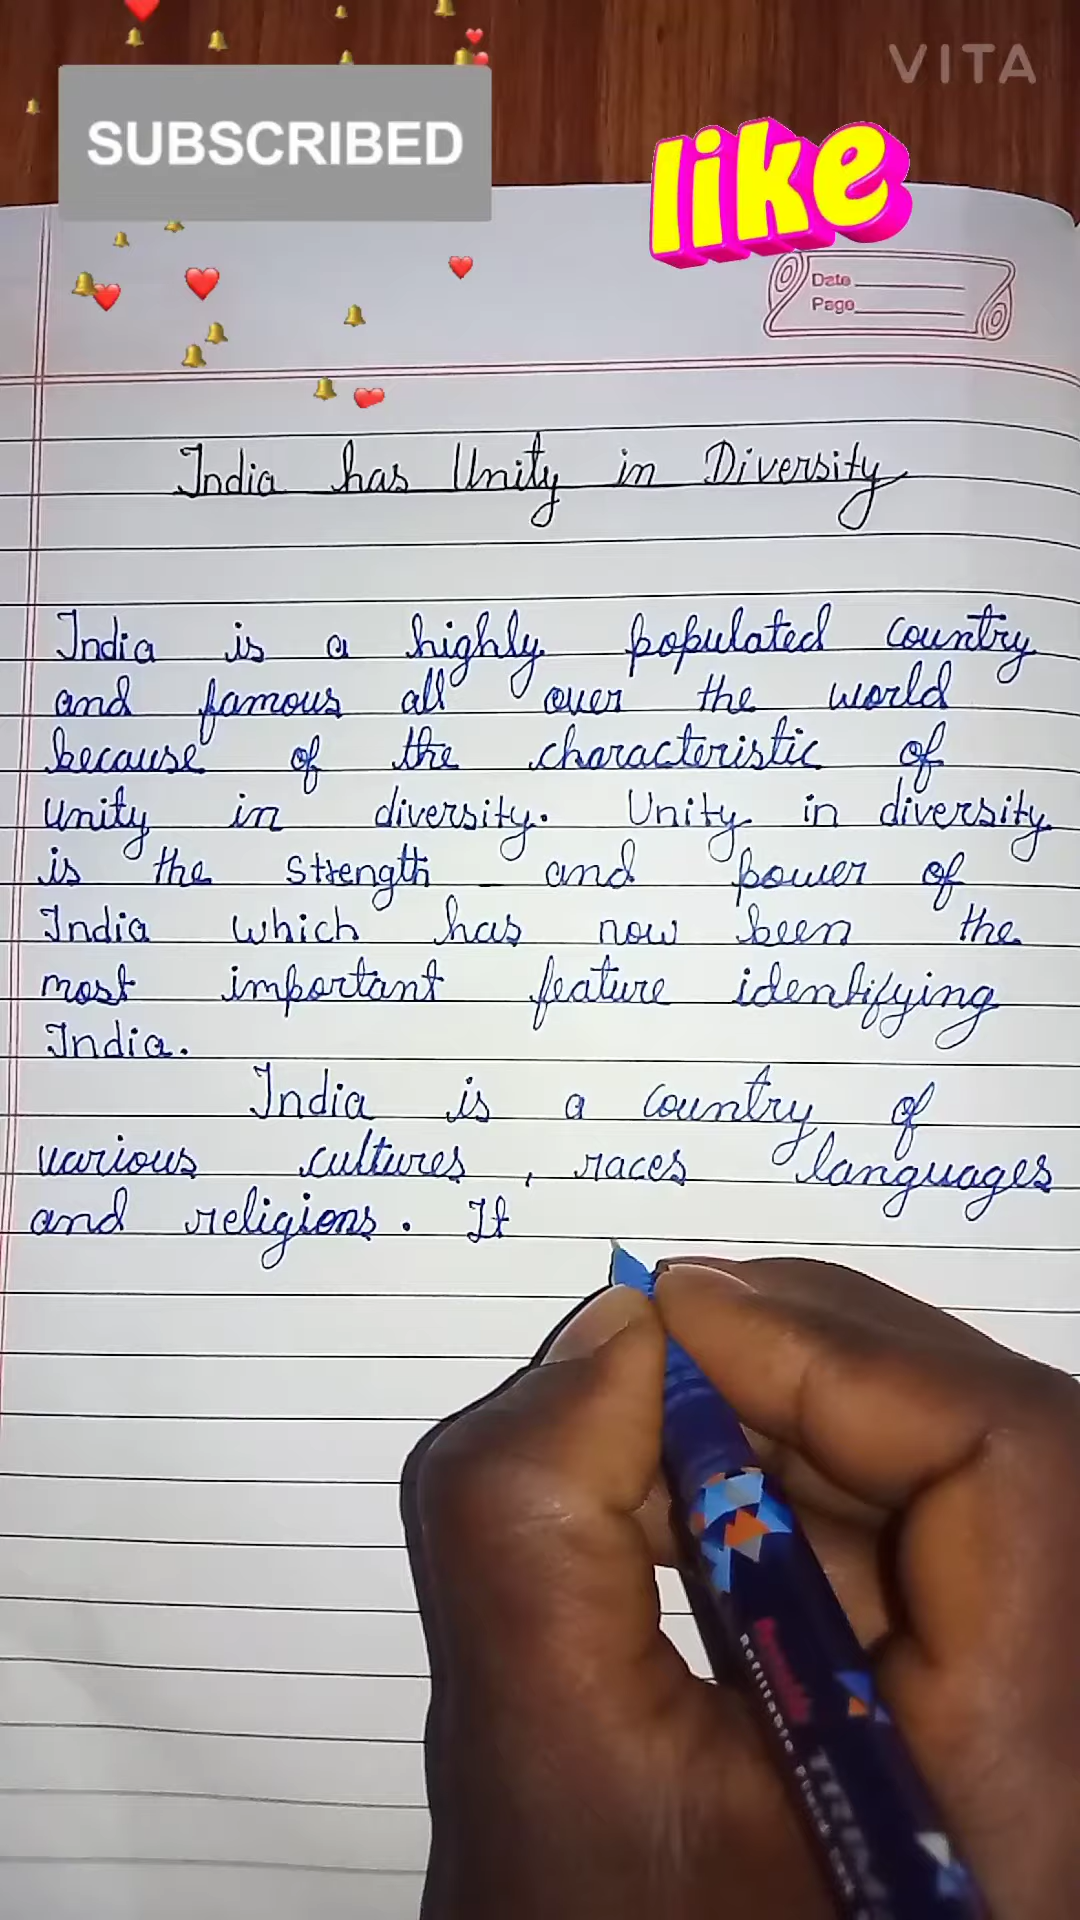 VITA
SUBSCRIBED
like
Date
Page
India has Unity in Diversity
India is a highly populated country
and famous all over the world
because of the characteristic of
unity in diversity. Unity in diversity
is the strength and power of
India which has now been the
most important feature identifying
India.
India is a country of
various cultures, races languages
and religions. It